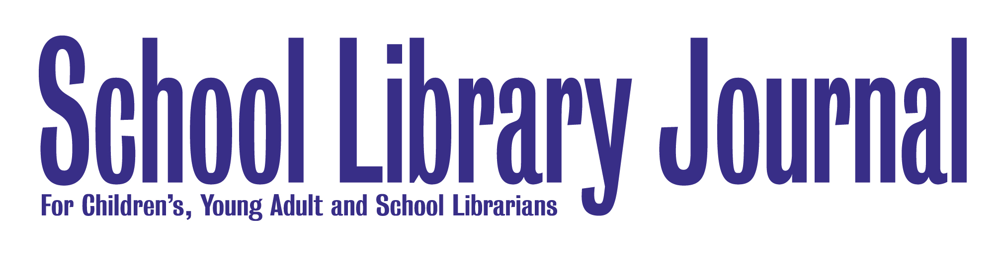 School Library Journal
For Children’s, Young Adult and School Librarians